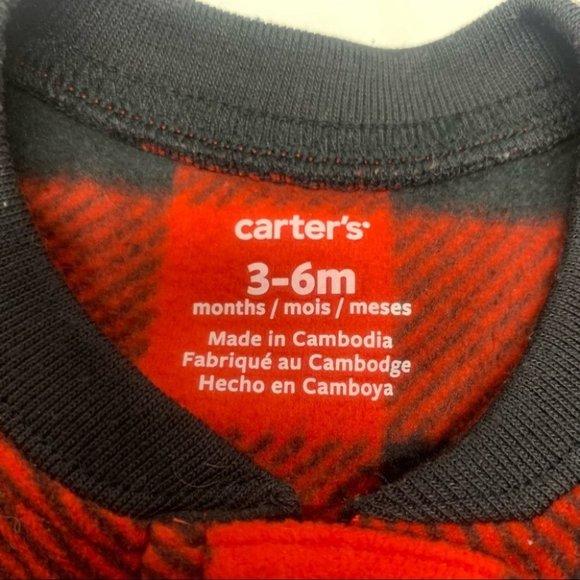 carter's
3-6m
months / mois / meses
Made in Cambodia
Fabriqué au Cambodge
Hecho en Camboya